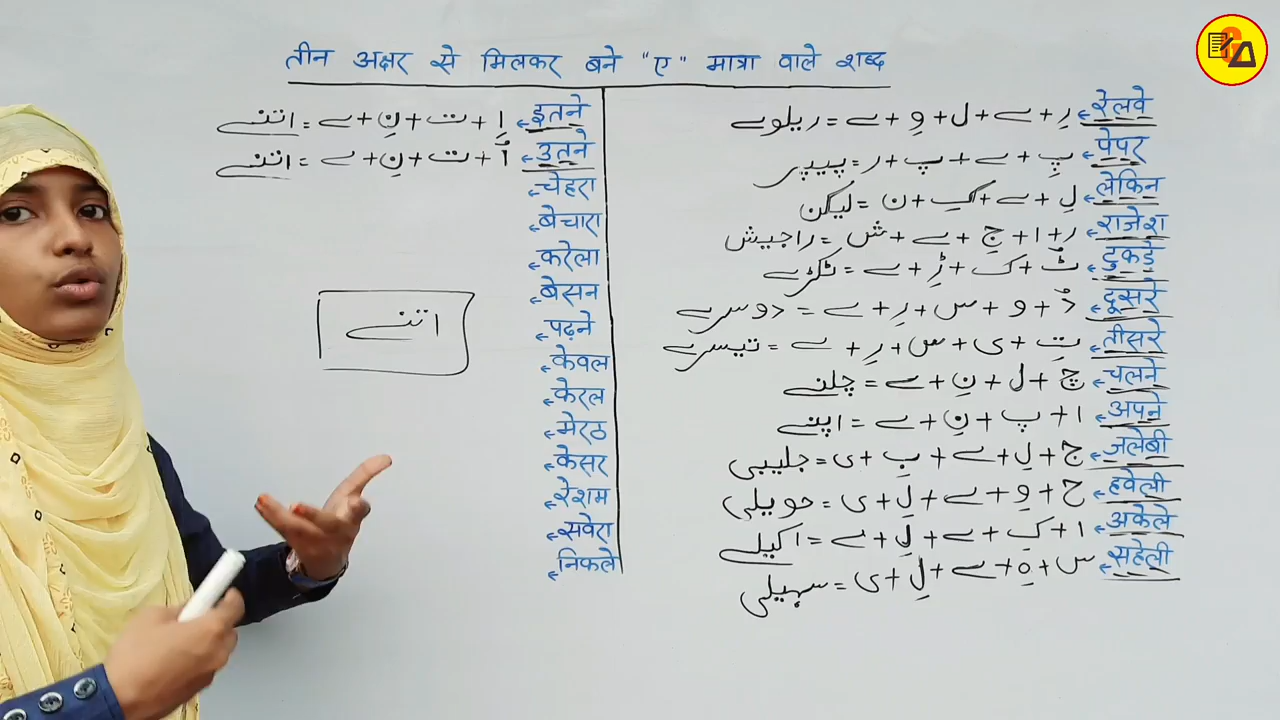 तीन अक्षर से मिलकर बने "ए" मात्रा वाले शब्द
रेलवे ← رِ + ے + ل + وِ + ے = ریلوے
पेपर ← پِ + ے + پ + ر = پیپر
लेकिन ← لِ + ے + کِ + ن = لیکن
राजेश ← ر + ا + جِ + ے + ش = راجیش
टुकड़े ← ٹُ + ک + ڑِ + ے = ٹکڑے
दूसरे ← دُ + و + س + رِ + ے = دوسرے
तीसरे ← تِ + ی + س + رِ + ے = تیسرے
चलने ← چ + ل + نِ + ے = چلنے
अपने ← ا + پ + نِ + ے = اپنے
जलेबी ← ج + لِ + ے + بِ + ی = جلیبی
हवेली ← ح + وِ + ے + لِ + ی = حویلی
अकेले ← ا + کِ + ے + لِ + ے = اکیلے
सहेली ← س + ہِ + ے + لِ + ی = سہیلی
इतने ← اِ + ت + نِ + ے = اتنے
उतने ← اُ + ت + نِ + ے = اتنے
चेहरा ←
बेचारा ←
करेला ←
बेसन ←
पढ़ने ←
केवल ←
केरल ←
मेरठ ←
केसर ←
रेशम ←
सवेरा ←
निकले ←
اتنے